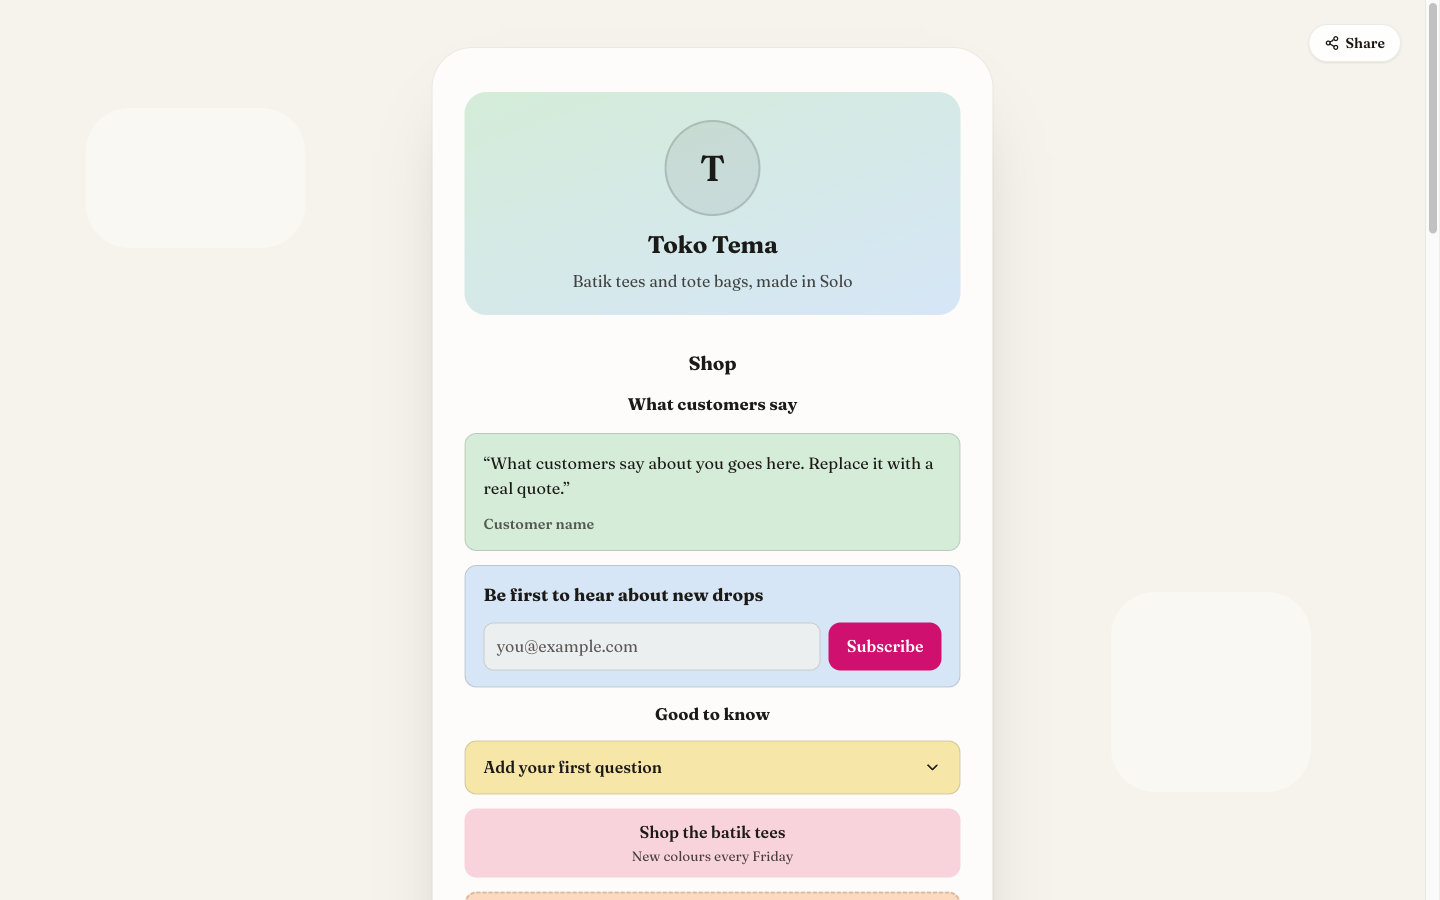 Share
T
Toko Tema
Batik tees and tote bags, made in Solo
Shop
What customers say
“What customers say about you goes here. Replace it with a
real quote.”
Customer name
Be first to hear about new drops
you@example.com
Subscribe
Good to know
Add your first question
Shop the batik tees
New colours every Friday